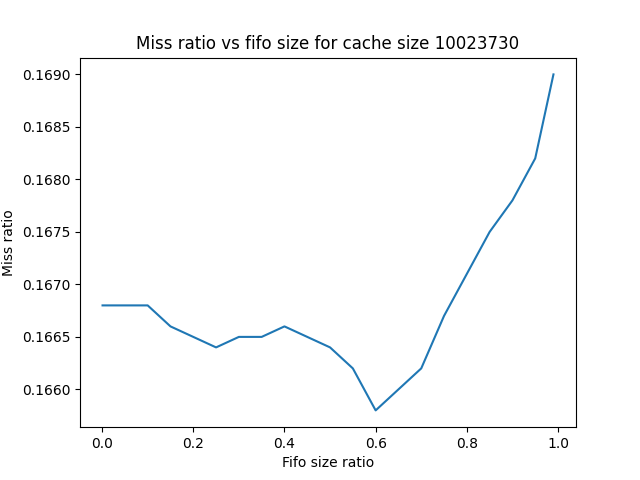 Miss ratio vs fifo size for cache size 10023730
0.1690
0.1685
0.1680
0.1675
0.1670
0.1665
0.1660
Miss ratio
0.0 0.2 0.4 0.6 0.8 1.0
Fifo size ratio